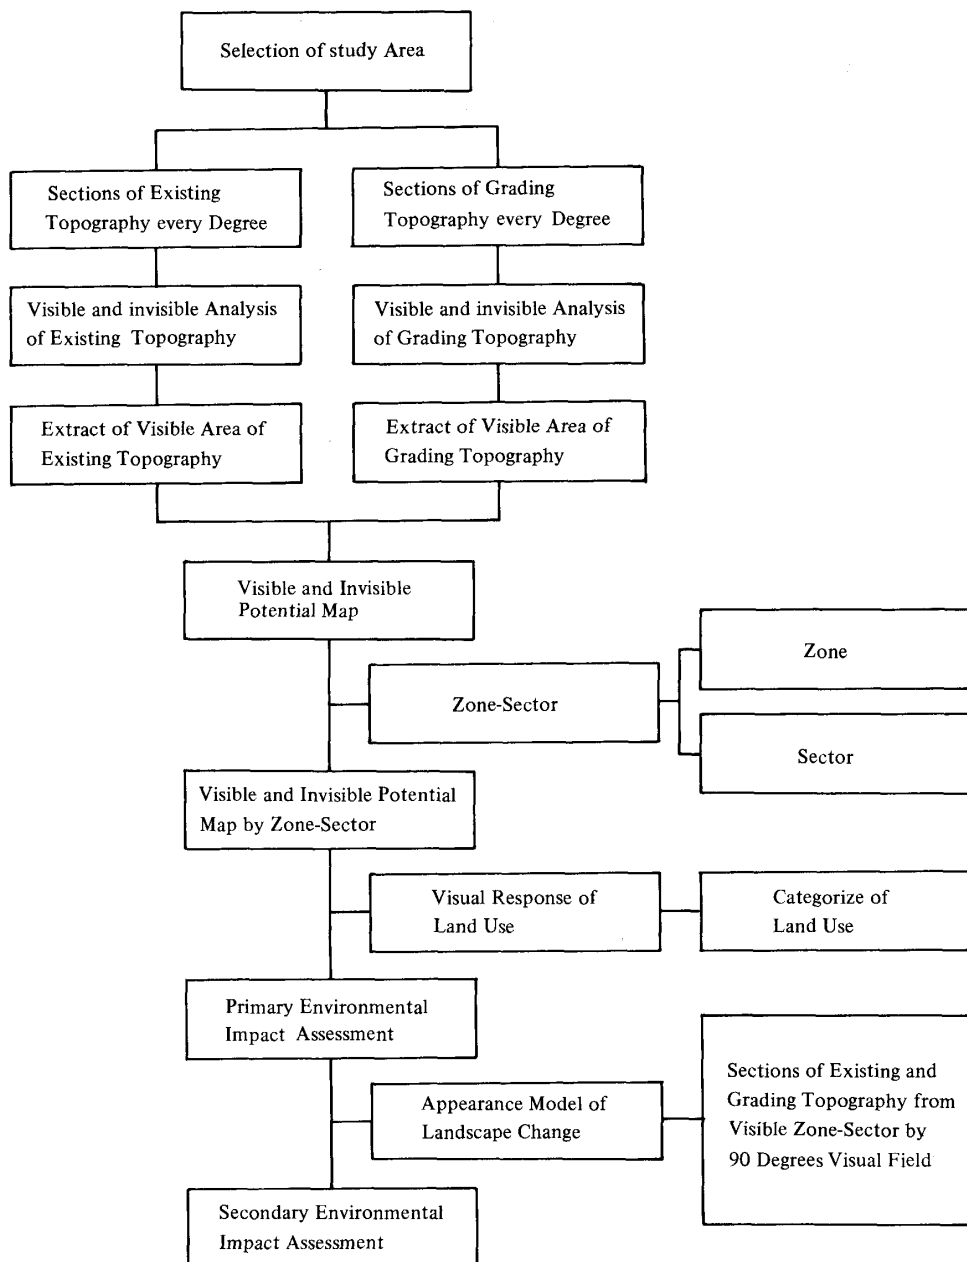 Selection of study Area
Sections of Existing
Topography every Degree
Sections of Grading
Topography every Degree
Visible and invisible Analysis
of Existing Topography
Visible and invisible Analysis
of Grading Topography
Extract of Visible Area of
Existing Topography
Extract of Visible Area of
Grading Topography
Visible and Invisible
Potential Map
Zone-Sector
Zone
Sector
Visible and Invisible Potential
Map by Zone-Sector
Visual Response of
Land Use
Categorize of
Land Use
Primary Environmental
Impact Assessment
Appearance Model of
Landscape Change
Sections of Existing and
Grading Topography from
Visible Zone-Sector by
90 Degrees Visual Field
Secondary Environmental
Impact Assessment